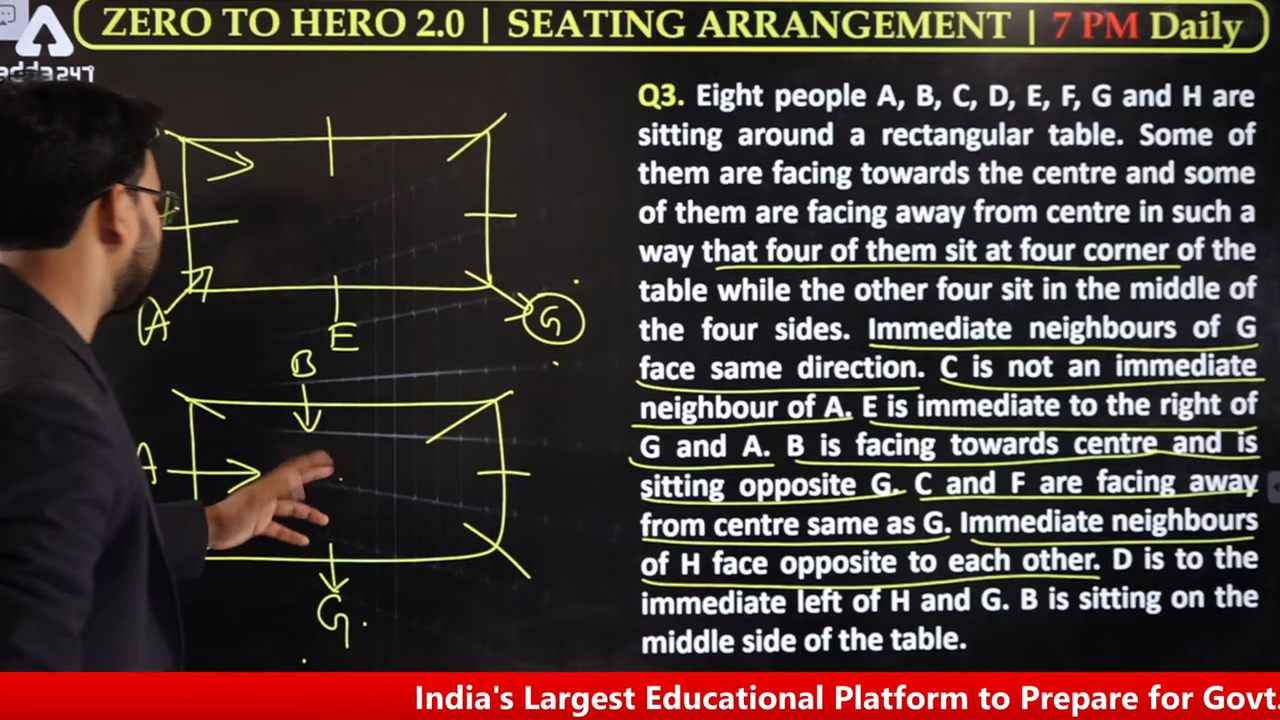 ZERO TO HERO 2.0 | SEATING ARRANGEMENT | 7 PM Daily
adda247
Q3. Eight people A, B, C, D, E, F, G and H are
sitting around a rectangular table. Some of
them are facing towards the centre and some
of them are facing away from centre in such a
way that four of them sit at four corner of the
table while the other four sit in the middle of
the four sides. Immediate neighbours of G
face same direction. C is not an immediate
neighbour of A. E is immediate to the right of
G and A. B is facing towards centre and is
sitting opposite G. C and F are facing away
from centre same as G. Immediate neighbours
of H face opposite to each other. D is to the
immediate left of H and G. B is sitting on the
middle side of the table.
A
E
G
B
A
G
India's Largest Educational Platform to Prepare for Govt.